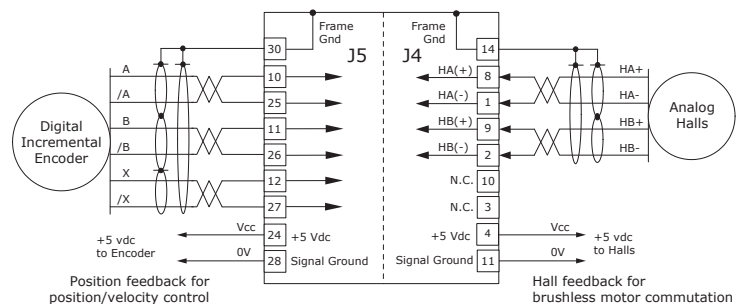 Frame
Gnd
J5
30
10
25
11
26
12
27
24
+5 Vdc
28
Signal Ground
A
/A
B
/B
X
/X
Digital
Incremental
Encoder
Vcc
+5 vdc
to Encoder
0V
Position feedback for
position/velocity control
Frame
Gnd
J4
14
HA(+)
8
HA(-)
1
HB(+)
9
HB(-)
2
N.C.
10
N.C.
3
+5 Vdc
4
Signal Ground
11
HA+
HA-
HB+
HB-
Analog
Halls
Vcc
+5 vdc
to Halls
0V
Hall feedback for
brushless motor commutation